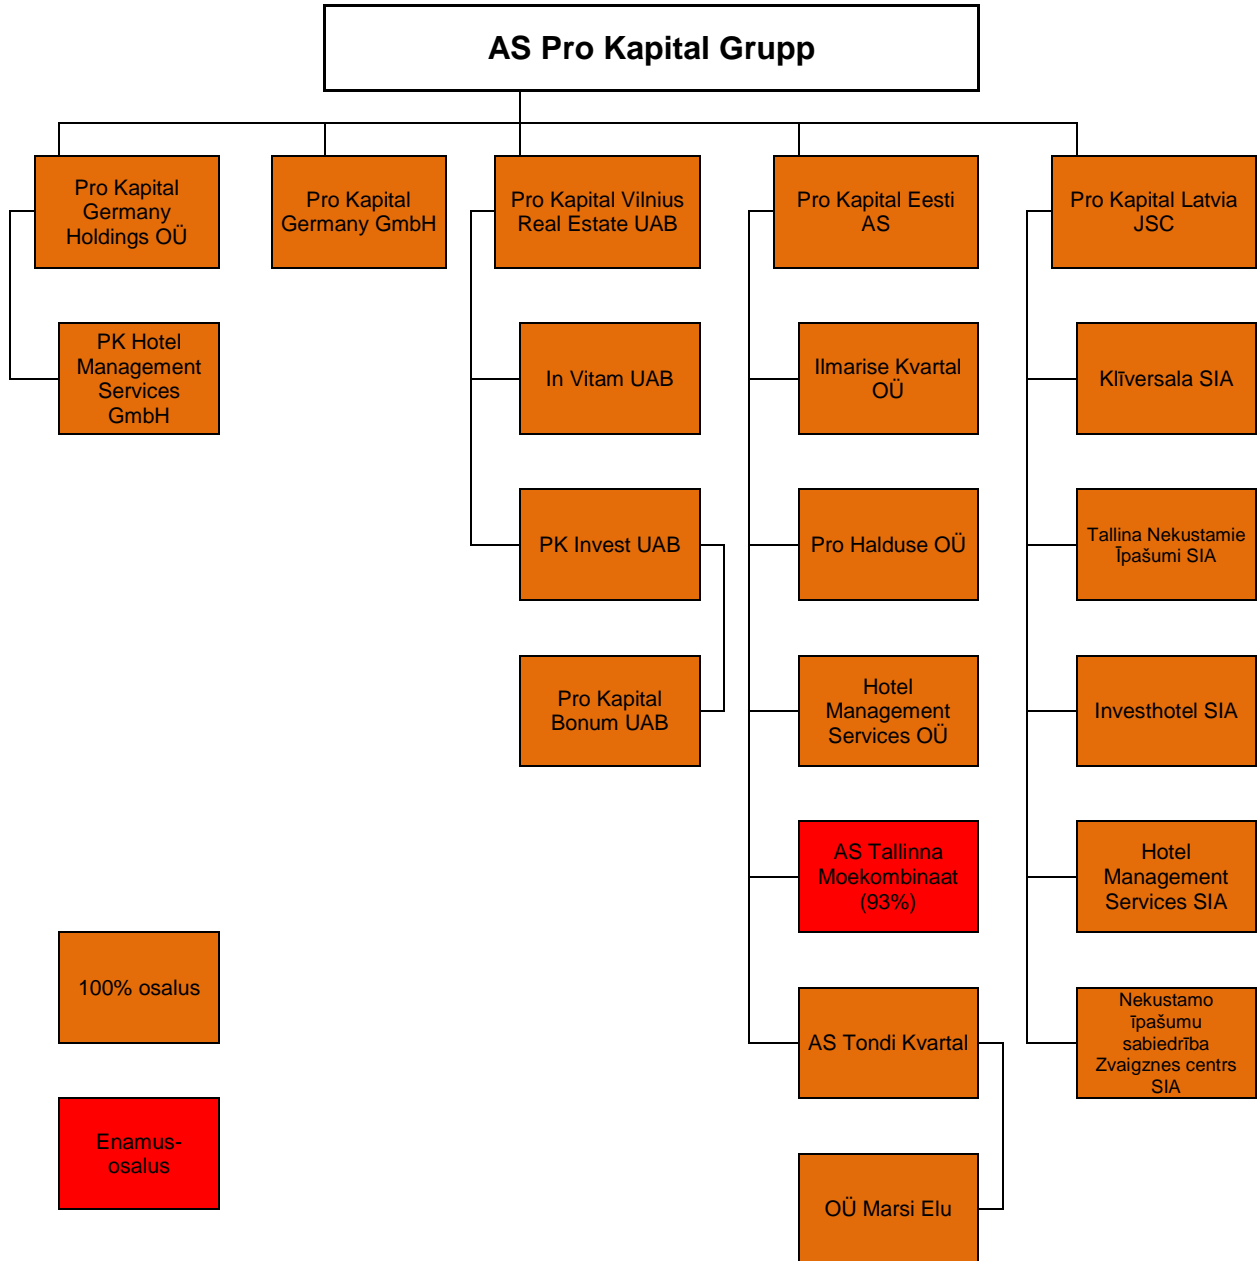 AS Pro Kapital Grupp
Pro Kapital
Germany
Holdings OÜ
Pro Kapital
Germany GmbH
Pro Kapital Vilnius
Real Estate UAB
Pro Kapital Eesti
AS
Pro Kapital Latvia
JSC
PK Hotel
Management
Services
GmbH
In Vitam UAB
Ilmarise Kvartal
OÜ
Klīversala SIA
PK Invest UAB
Pro Halduse OÜ
Tallina Nekustamie
Īpašumi SIA
Pro Kapital
Bonum UAB
Hotel
Management
Services OÜ
Investhotel SIA
AS Tallinna
Moekombinaat
(93%)
Hotel
Management
Services SIA
100% osalus
AS Tondi Kvartal
Nekustamo
īpašumu
sabiedrība
Zvaigznes centrs
SIA
Enamus-
osalus
OÜ Marsi Elu